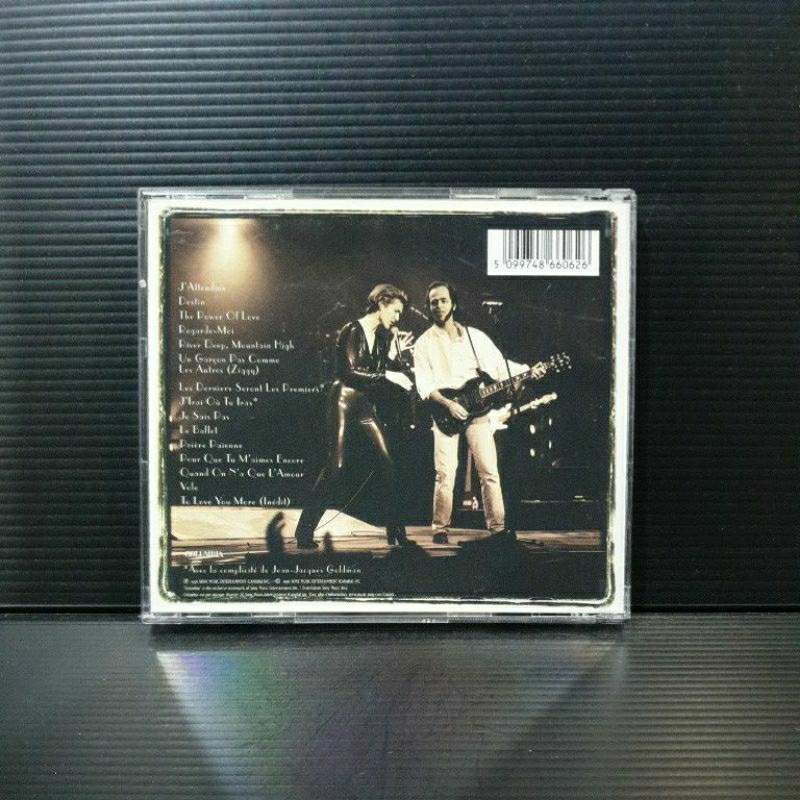 5 099748 660626
J'Attendais
Destin
The Power Of Love
Regarde-Moi
River Deep, Mountain High
Un Garçon Pas Comme
Les Autres (Ziggy)
Les Derniers Seront Les Premiers*
J'Irai Où Tu Iras*
Je Sais Pas
Le Ballet
Prière Païenne
Pour Que Tu M'aimes Encore
Quand On N'a Que L'Amour
Vole
To Love You More (Inédit)
COLUMBIA
*Avec la complicité de Jean-Jacques Goldman